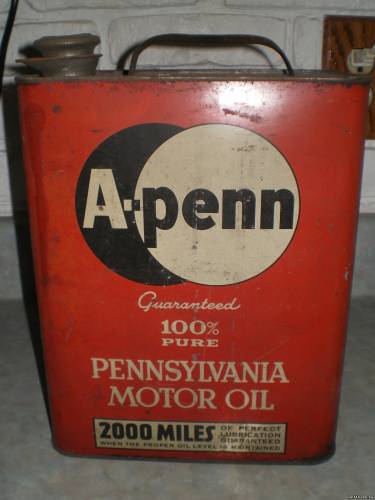 A-penn
Guaranteed
100%
PURE
PENNSYLVANIA
MOTOR OIL
2000 MILES OF PERFECT
LUBRICATION
GUARANTEED
WHEN THE PROPER OIL LEVEL IS MAINTAINED